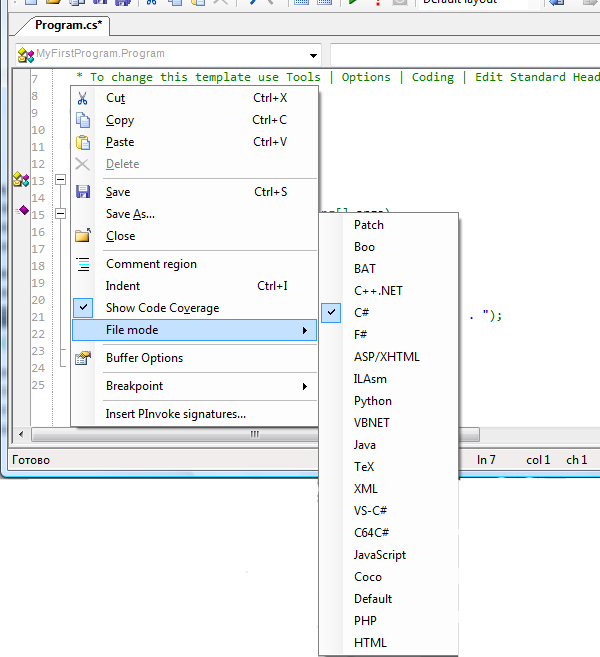 Default layout
Program.cs*
MyFirstProgram.Program
7 * To change this template use Tools | Options | Coding | Edit Standard Head
8
9
10
11
12
13
14
15 args)
16
17
18
19
20
21 . ");
22
23
24
25
Cut Ctrl+X
Copy Ctrl+C
Paste Ctrl+V
Delete
Save Ctrl+S
Save As...
Close
Comment region
Indent Ctrl+I
Show Code Coverage
File mode
Buffer Options
Breakpoint
Insert PInvoke signatures...
Patch
Boo
BAT
C++.NET
C#
F#
ASP/XHTML
ILAsm
Python
VBNET
Java
TeX
XML
VS-C#
C64C#
JavaScript
Coco
Default
PHP
HTML
Готово ln 7 col 1 ch 1